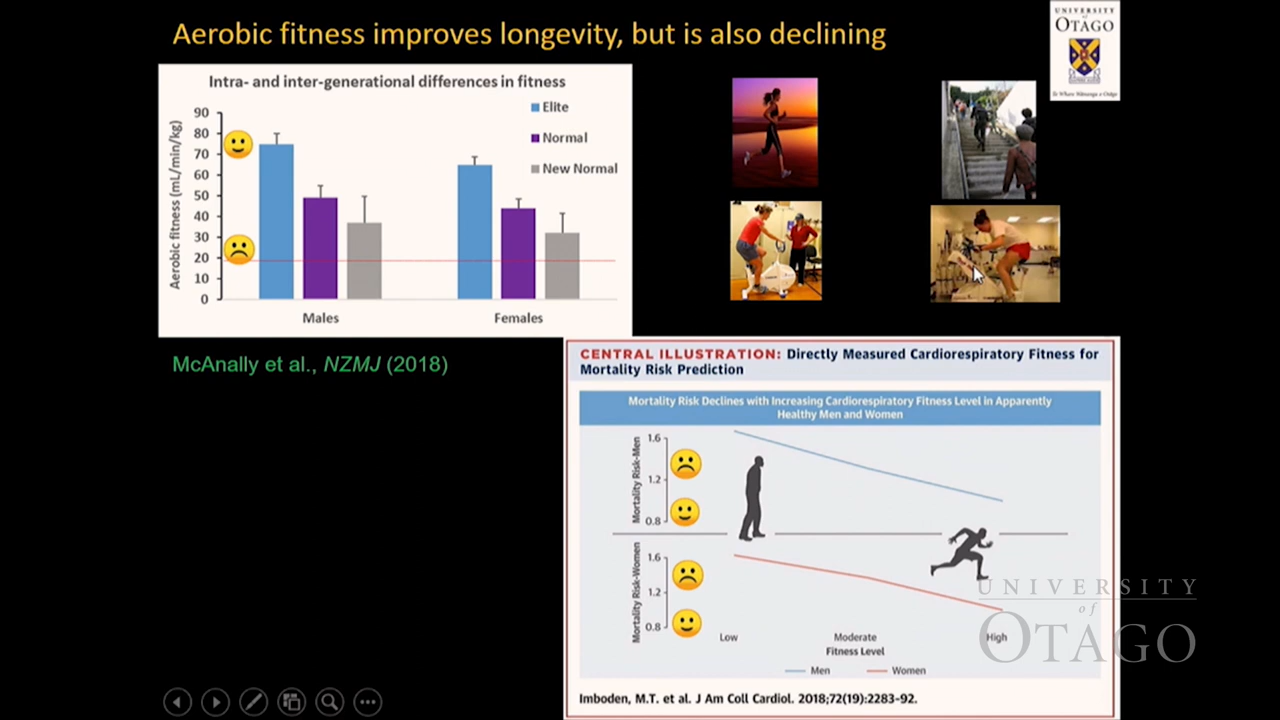 Aerobic fitness improves longevity, but is also declining
UNIVERSITY
of
OTAGO
Te Whare Wānanga o Otāgo
Intra- and inter-generational differences in fitness
Elite
Normal
New Normal
Aerobic fitness (mL/min/kg)
90
80
70
60
50
40
30
20
10
0
Males
Females
McAnally et al., NZMJ (2018)
CENTRAL ILLUSTRATION: Directly Measured Cardiorespiratory Fitness for
Mortality Risk Prediction
Mortality Risk Declines with Increasing Cardiorespiratory Fitness Level in Apparently
Healthy Men and Women
Mortality Risk-Men
1.6
1.2
0.8
Mortality Risk-Women
1.6
1.2
0.8
Low
Moderate
High
Fitness Level
Men
Women
Imboden, M.T. et al. J Am Coll Cardiol. 2018;72(19):2283–92.
UNIVERSITY
of
OTAGO